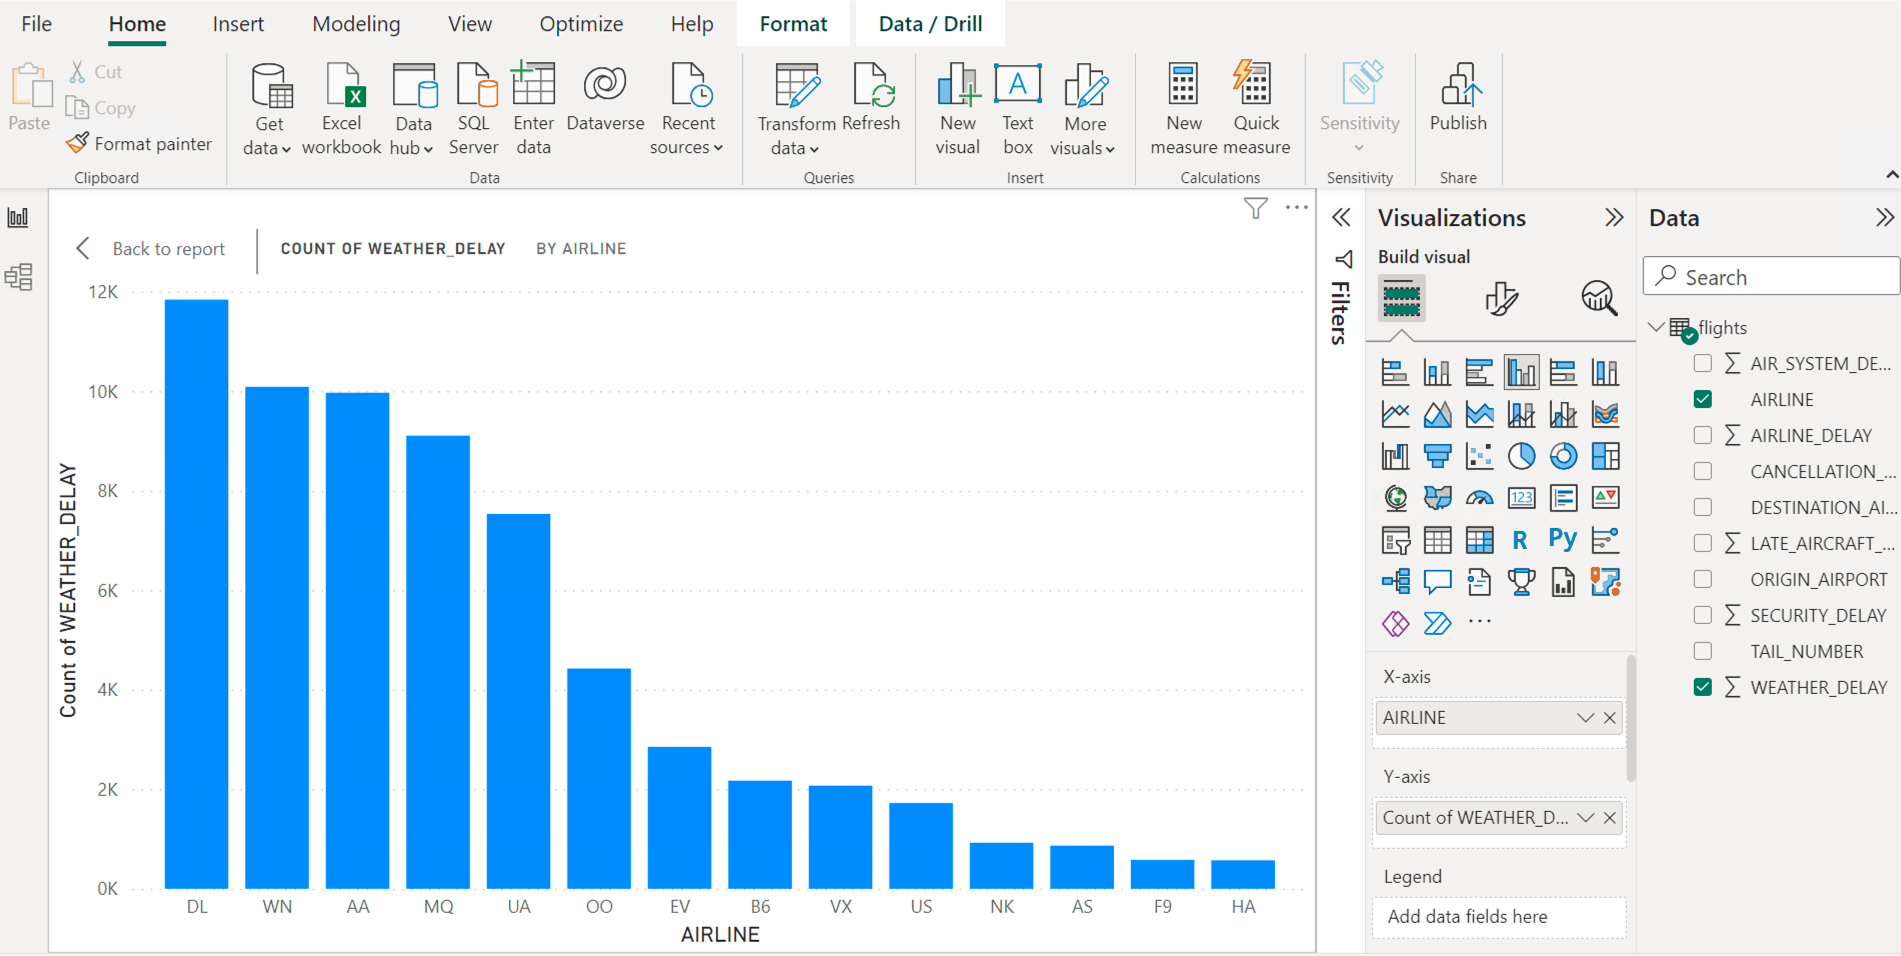 File Home Insert Modeling View Optimize Help Format Data / Drill
Paste
Cut
Copy
Format painter
Clipboard
Get data
Excel workbook
Data hub
SQL Server
Enter data
Dataverse
Recent sources
Data
Transform data
Refresh
Queries
New visual
A
Text box
More visuals
Insert
New measure
Quick measure
Calculations
Sensitivity
Sensitivity
Publish
Share
Back to report
COUNT OF WEATHER_DELAY BY AIRLINE
Count of WEATHER_DELAY
12K
10K
8K
6K
4K
2K
0K
DL WN AA MQ UA OO EV B6 VX US NK AS F9 HA
AIRLINE
Filters
Visualizations
Build visual
123
R Py
X-axis
AIRLINE
Y-axis
Count of WEATHER_D...
Legend
Add data fields here
Data
Search
flights
AIR_SYSTEM_DE...
AIRLINE
AIRLINE_DELAY
CANCELLATION_...
DESTINATION_AI...
LATE_AIRCRAFT_...
ORIGIN_AIRPORT
SECURITY_DELAY
TAIL_NUMBER
WEATHER_DELAY